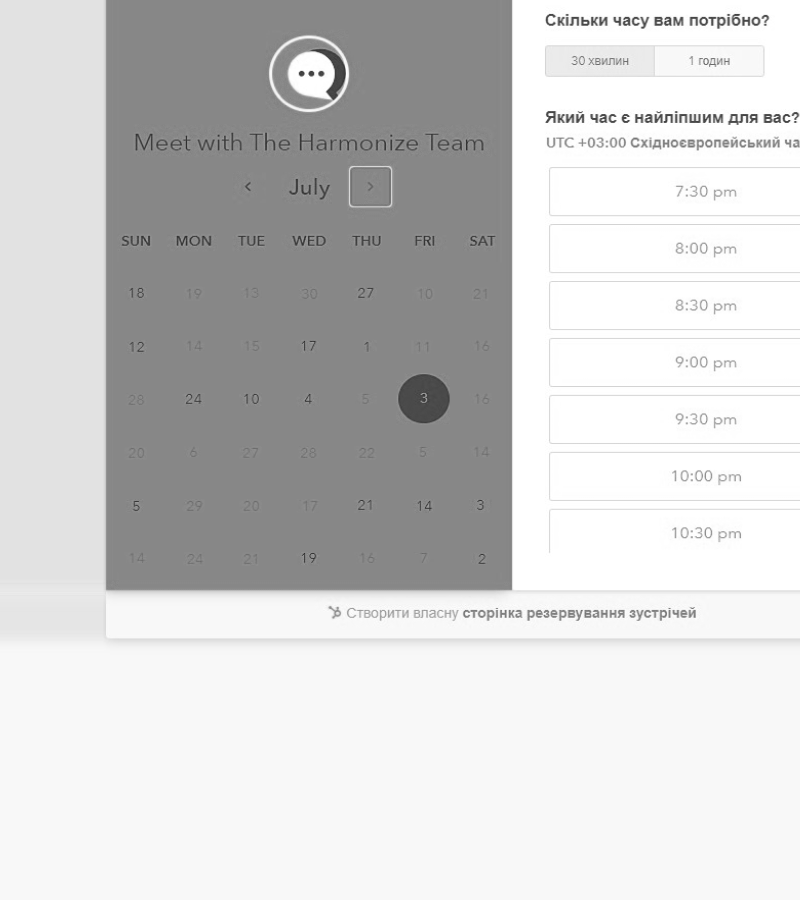 Meet with The Harmonize Team
July
SUN MON TUE WED THU FRI SAT
18 19 13 30 27 10 21
12 14 15 17 1 11 16
28 24 10 4 5 3 16
20 6 27 28 22 5 14
5 29 20 17 21 14 3
14 24 21 19 16 7 2
Скільки часу вам потрібно?
30 хвилин 1 годин
Який час є найліпшим для вас?
UTC +03:00 Східноєвропейський ча
7:30 pm
8:00 pm
8:30 pm
9:00 pm
9:30 pm
10:00 pm
10:30 pm
Створити власну сторінка резервування зустрічей